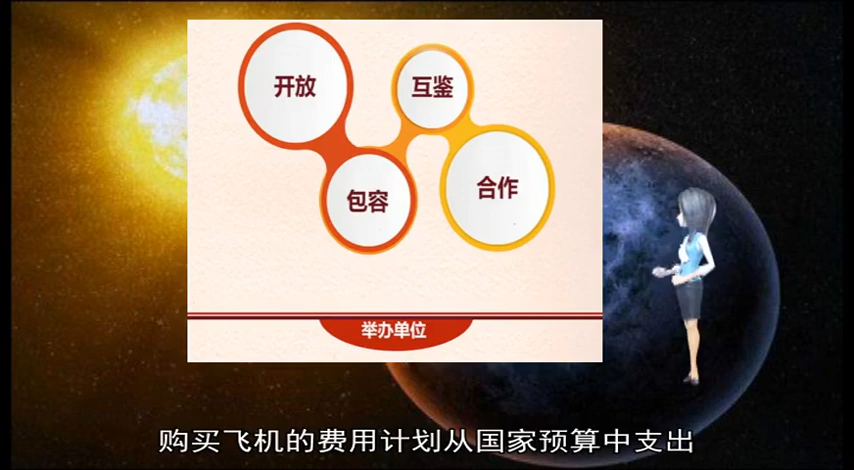 开放
互鉴
包容
合作
举办单位
购买飞机的费用计划从国家预算中支出